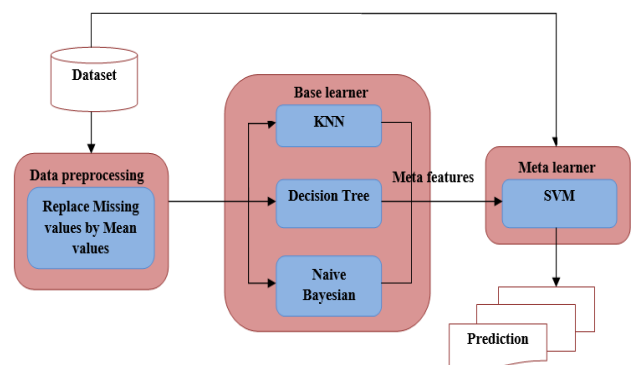 Dataset
Data preprocessing
Replace Missing
values by Mean
values
Base learner
KNN
Decision Tree
Naive
Bayesian
Meta features
Meta learner
SVM
Prediction